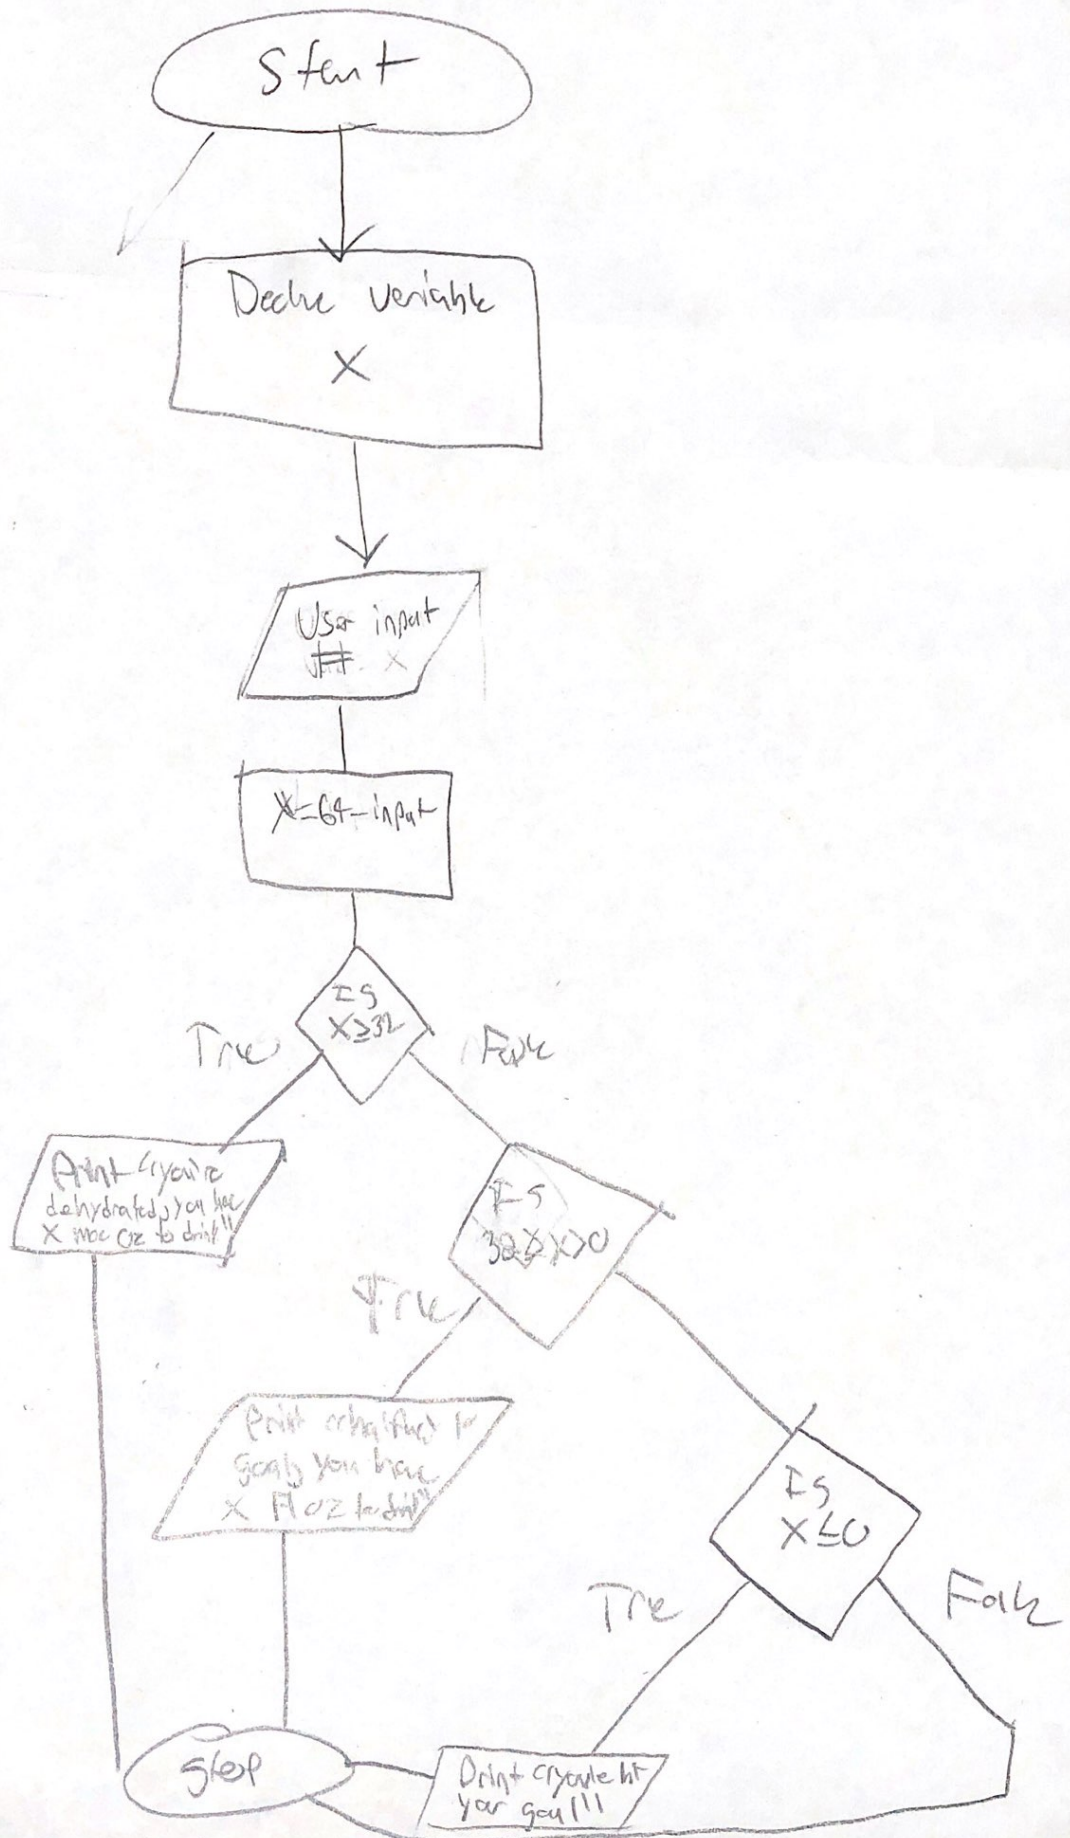 Start
Declare variable
X
User input
#
X=64-input
Is
X≥32
True
False
Print "you're
dehydrated, you have
X more oz to drink"
Is
32>X>0
True
Print
goal, you have
X Fl oz to drink"
Is
X≤0
True
False
Stop
Print "you've hit
your goal"